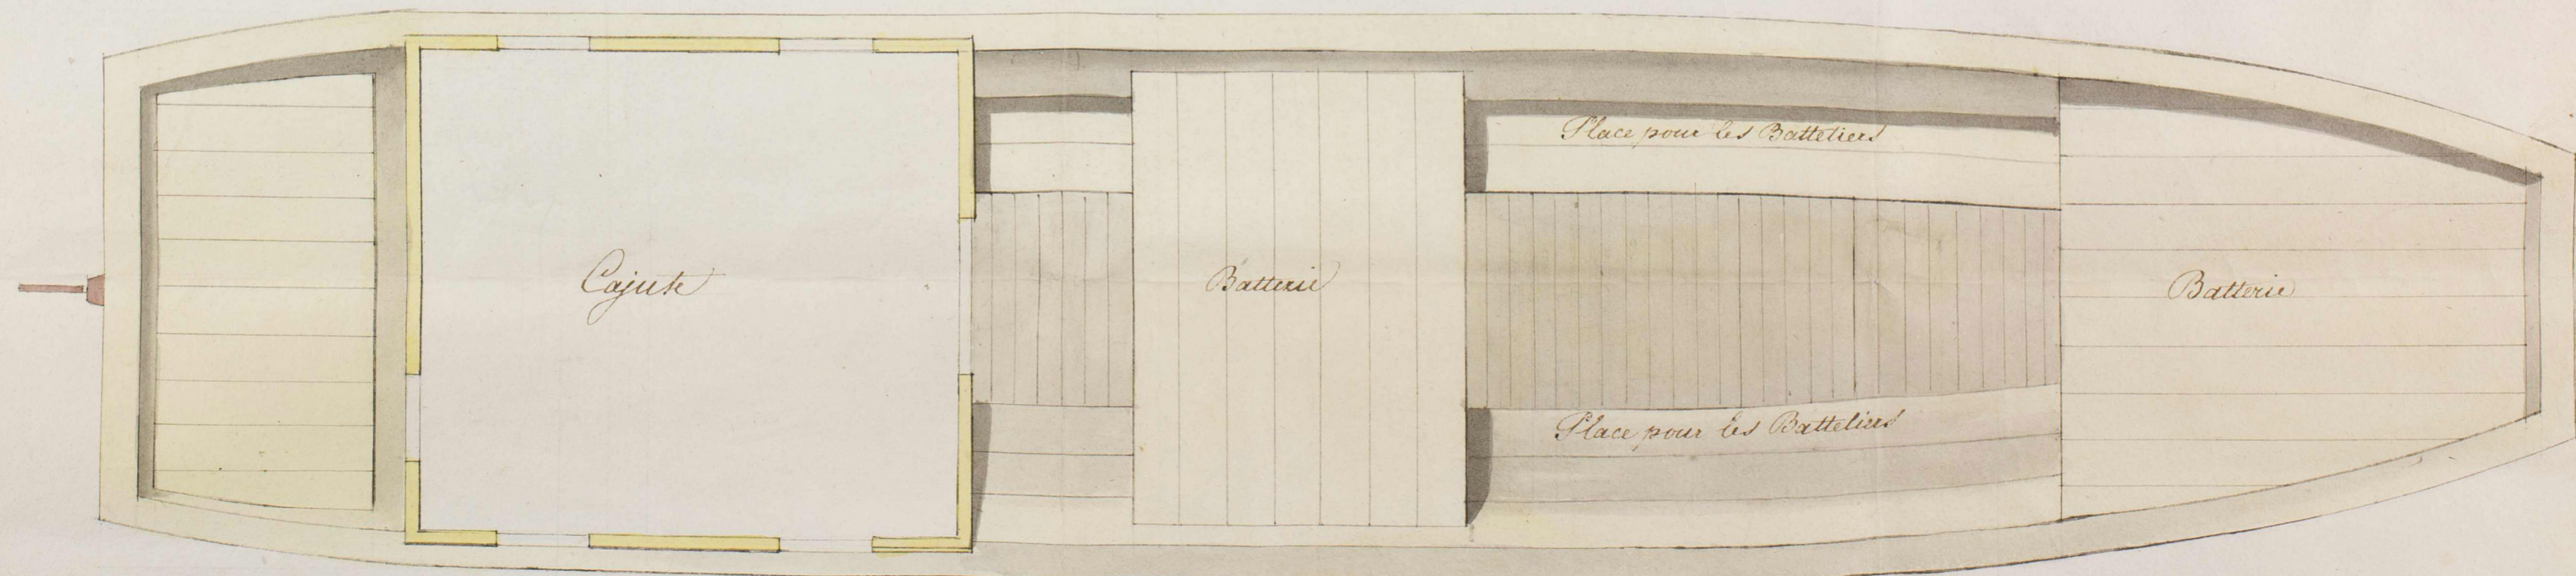 Cajute
Batterie
Place pour les Batteliers
Place pour les Batteliers
Batterie